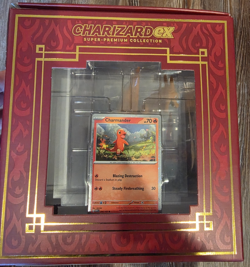 CHARIZARD ex
SUPER-PREMIUM COLLECTION
Charmander
70
Blazing Destruction
Steady Firebreathing